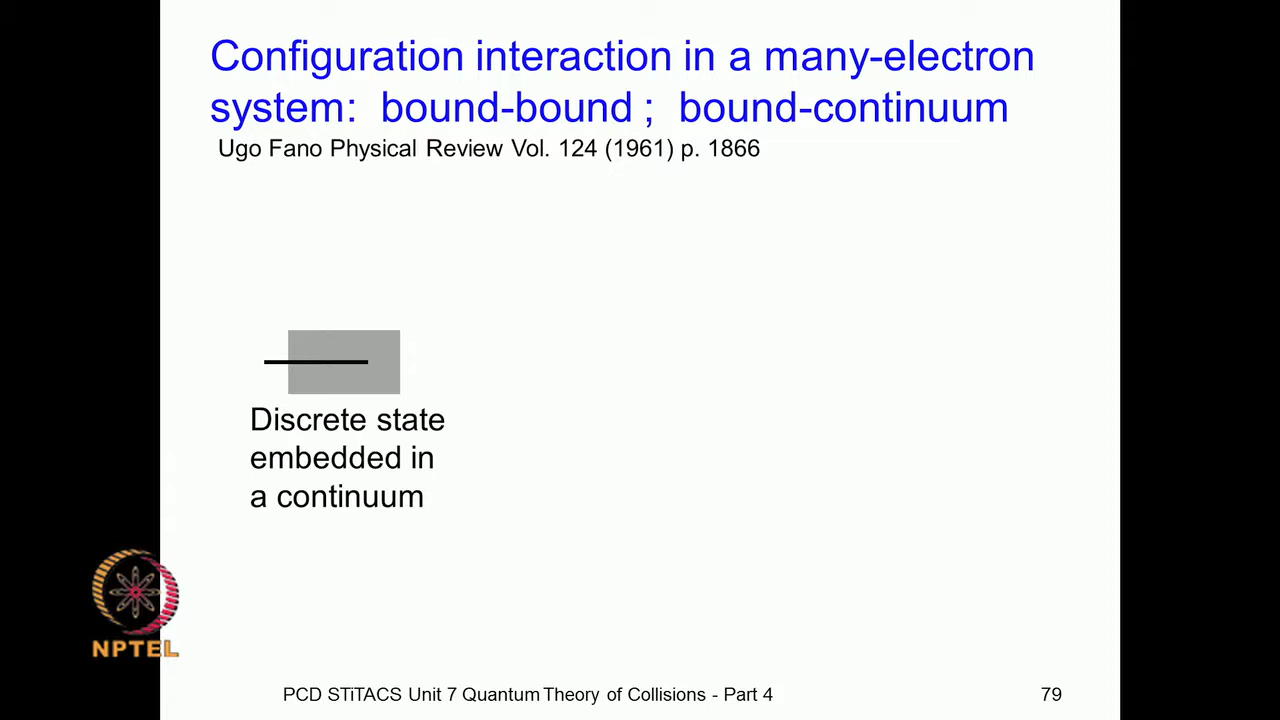 Configuration interaction in a many-electron
system: bound-bound ; bound-continuum
Ugo Fano Physical Review Vol. 124 (1961) p. 1866
Discrete state
embedded in
a continuum
NPTEL
PCD STiTACS Unit 7 Quantum Theory of Collisions - Part 4
79